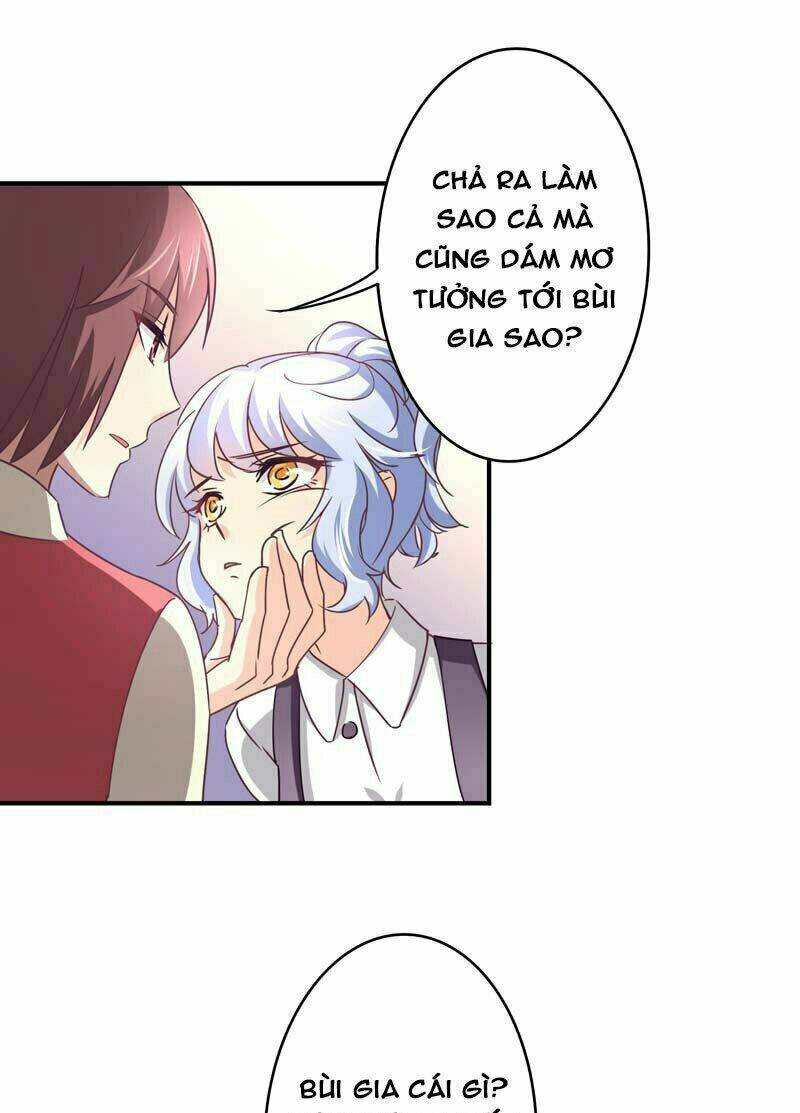 CHẢ RA LÀM
SAO CẢ MÀ
CŨNG DÁM MƠ
TƯỞNG TỚI BÙI
GIA SAO?
BÙI GIA CÁI GÌ?